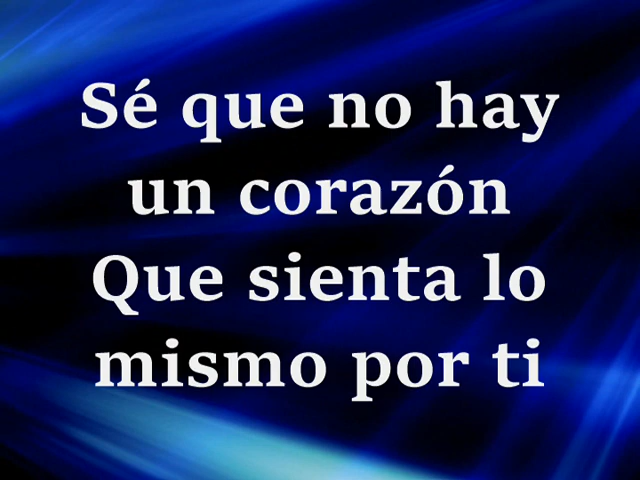 Sé que no hay
un corazón
Que sienta lo
mismo por ti